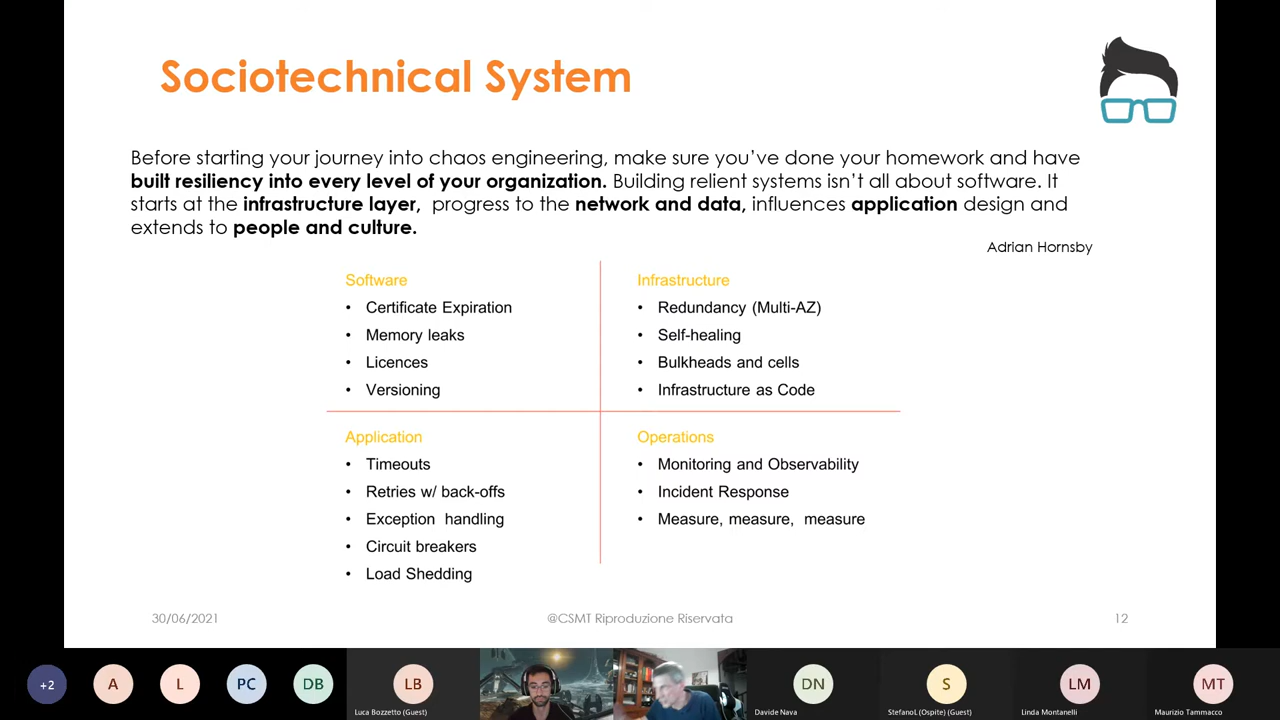 Sociotechnical System
Before starting your journey into chaos engineering, make sure you've done your homework and have
built resiliency into every level of your organization. Building relient systems isn't all about software. It
starts at the infrastructure layer, progress to the network and data, influences application design and
extends to people and culture.
Adrian Hornsby
Software
• Certificate Expiration
• Memory leaks
• Licences
• Versioning
Infrastructure
• Redundancy (Multi-AZ)
• Self-healing
• Bulkheads and cells
• Infrastructure as Code
Application
• Timeouts
• Retries w/ back-offs
• Exception handling
• Circuit breakers
• Load Shedding
Operations
• Monitoring and Observability
• Incident Response
• Measure, measure, measure
30/06/2021
@CSMT Riproduzione Riservata
12
+2
A
L
PC
DB
LB
Luca Bozzetto (Guest)
DN
Davide Nava
S
StefanoL (Ospite) (Guest)
LM
Linda Montanelli
MT
Maurizio Tammacco